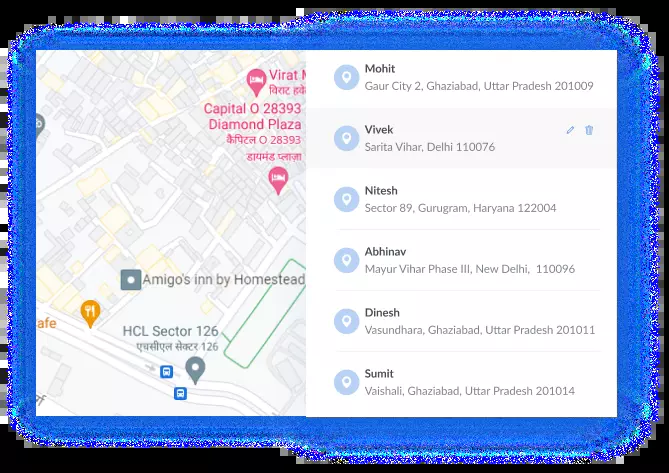 Virat M
विराट हवे
Capital O 28393
Diamond Plaza
कैपिटल O 28393
डायमंड प्लाज़ा
Amigo's inn by Homestead
afe
HCL Sector 126
एचसीएल सेक्टर 126
Mohit
Gaur City 2, Ghaziabad, Uttar Pradesh 201009
Vivek
Sarita Vihar, Delhi 110076
Nitesh
Sector 89, Gurugram, Haryana 122004
Abhinav
Mayur Vihar Phase III, New Delhi, 110096
Dinesh
Vasundhara, Ghaziabad, Uttar Pradesh 201011
Sumit
Vaishali, Ghaziabad, Uttar Pradesh 201014